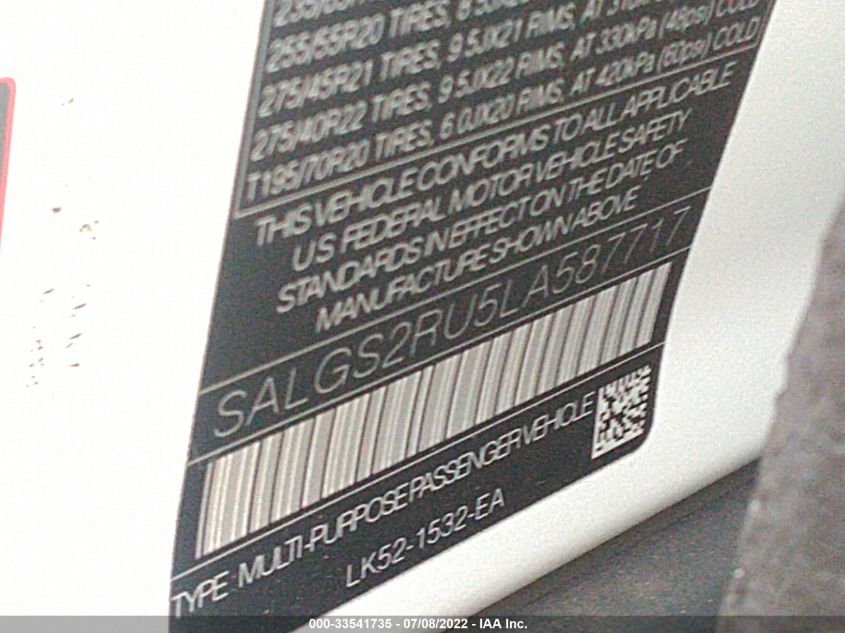 255/55R20 TIRES,
275/45R21 TIRES, 9.5JX21 RIMS, AT
275/40R22 TIRES, 9.5JX22 RIMS, AT 330kPa (48psi) COLD
T195/70R20 TIRES, 6.0JX20 RIMS, AT 420kPa (60psi) COLD
THIS VEHICLE CONFORMS TO ALL APPLICABLE
U.S. FEDERAL MOTOR VEHICLE SAFETY
STANDARDS IN EFFECT ON THE DATE OF
MANUFACTURE SHOWN ABOVE
SALGS2RU5LA587717
TYPE MULTI-PURPOSE PASSENGER VEHICLE
LK52-1532-EA
000-33541735 - 07/08/2022 - IAA Inc.